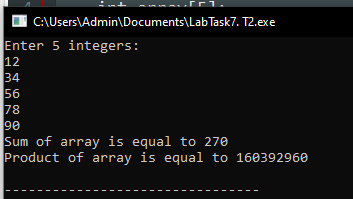 int array[5];
C:\Users\Admin\Documents\LabTask7. T2.exe
Enter 5 integers:
12
34
56
78
90
Sum of array is equal to 270
Product of array is equal to 160392960
--------------------------------